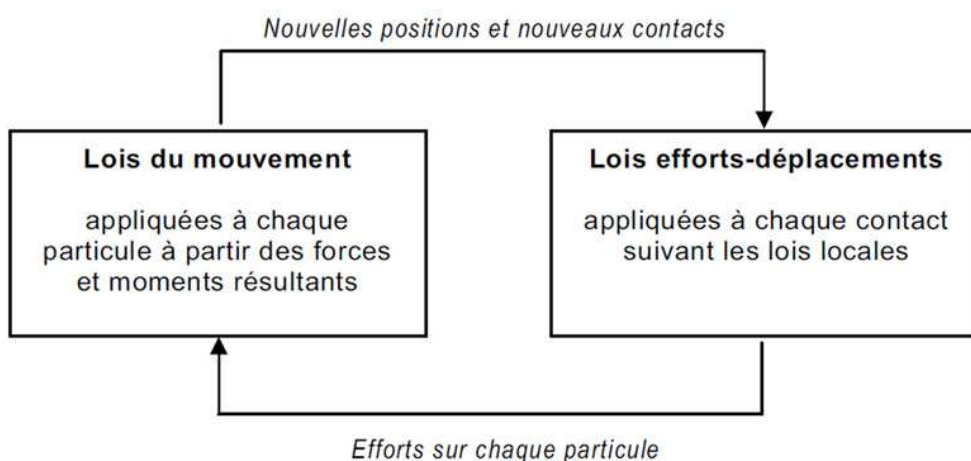 Nouvelles positions et nouveaux contacts
Lois du mouvement
appliquées à chaque
particule à partir des forces
et moments résultants
Lois efforts-déplacements
appliquées à chaque contact
suivant les lois locales
Efforts sur chaque particule